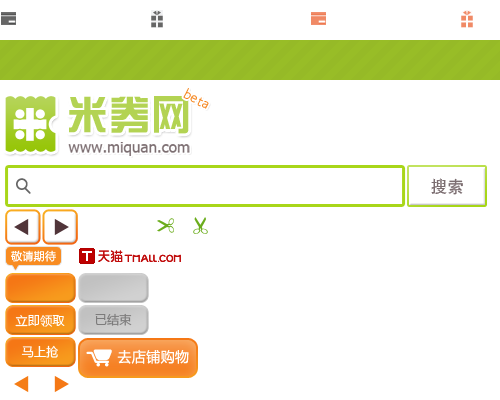 米券网 beta
www.miquan.com
搜索
敬请期待 天猫 TMALL.COM
立即领取 已结束
马上抢 去店铺购物